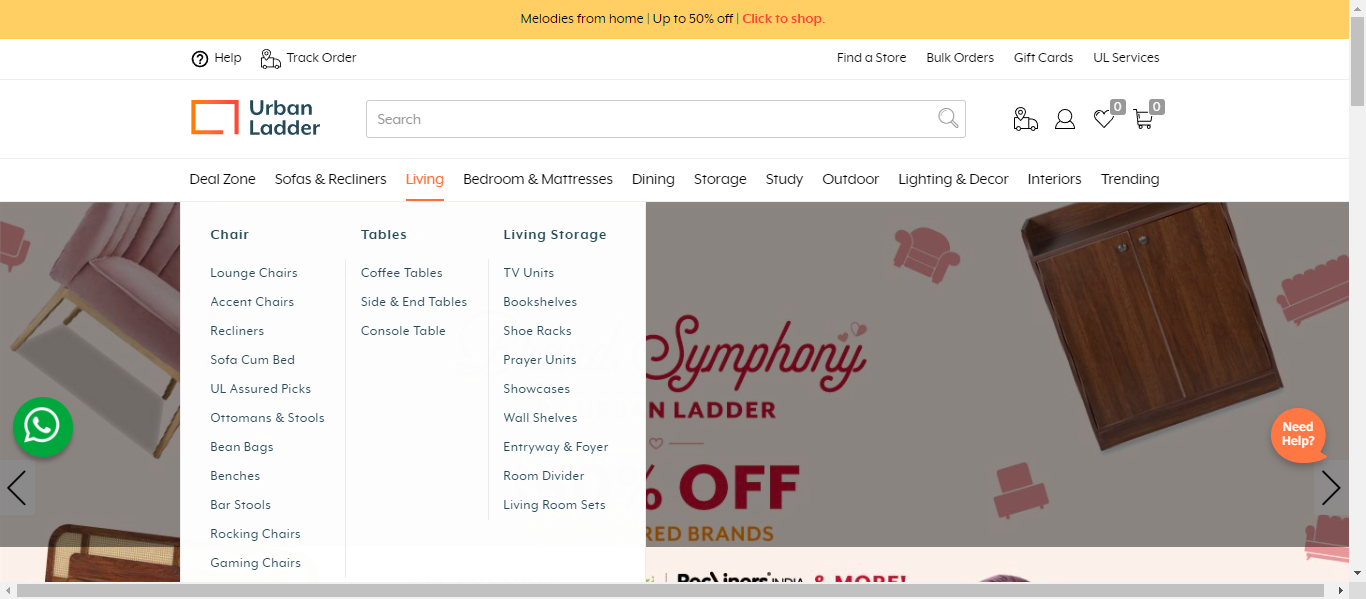 Melodies from home | Up to 50% off | Click to shop.
Help
Track Order
Find a Store
Bulk Orders
Gift Cards
UL Services
Urban
Ladder
Search
0
0
Deal Zone
Sofas & Recliners
Living
Bedroom & Mattresses
Dining
Storage
Study
Outdoor
Lighting & Decor
Interiors
Trending
Chair
Lounge Chairs
Accent Chairs
Recliners
Sofa Cum Bed
UL Assured Picks
Ottomans & Stools
Bean Bags
Benches
Bar Stools
Rocking Chairs
Gaming Chairs
Tables
Coffee Tables
Side & End Tables
Console Table
Living Storage
TV Units
Bookshelves
Shoe Racks
Prayer Units
Showcases
Wall Shelves
Entryway & Foyer
Room Divider
Living Room Sets
Symphony
LADDER
% OFF
BRANDS
Need
Help?
& MORE!